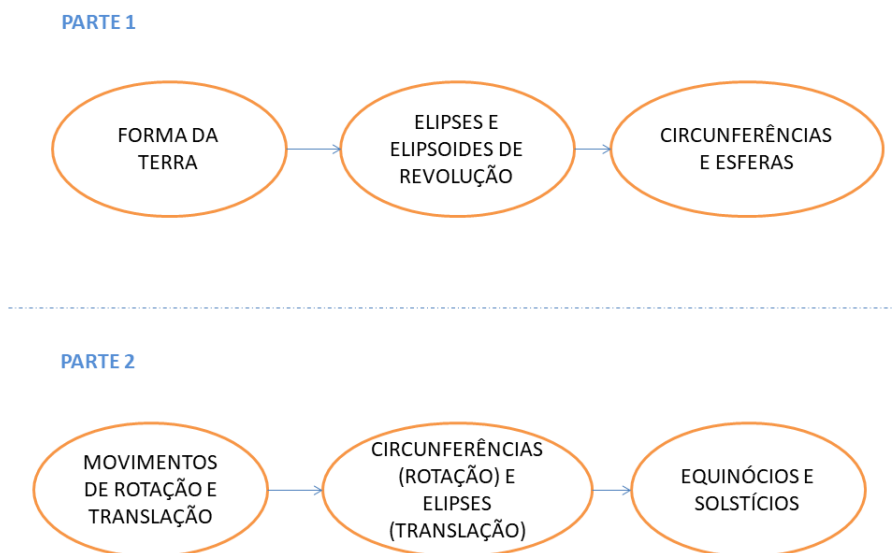 PARTE 1
FORMA DA
TERRA
ELIPSES E
ELIPSOIDES DE
REVOLUÇÃO
CIRCUNFERÊNCIAS
E ESFERAS
PARTE 2
MOVIMENTOS
DE ROTAÇÃO E
TRANSLAÇÃO
CIRCUNFERÊNCIAS
(ROTAÇÃO) E
ELIPSES
(TRANSLAÇÃO)
EQUINÓCIOS E
SOLSTÍCIOS